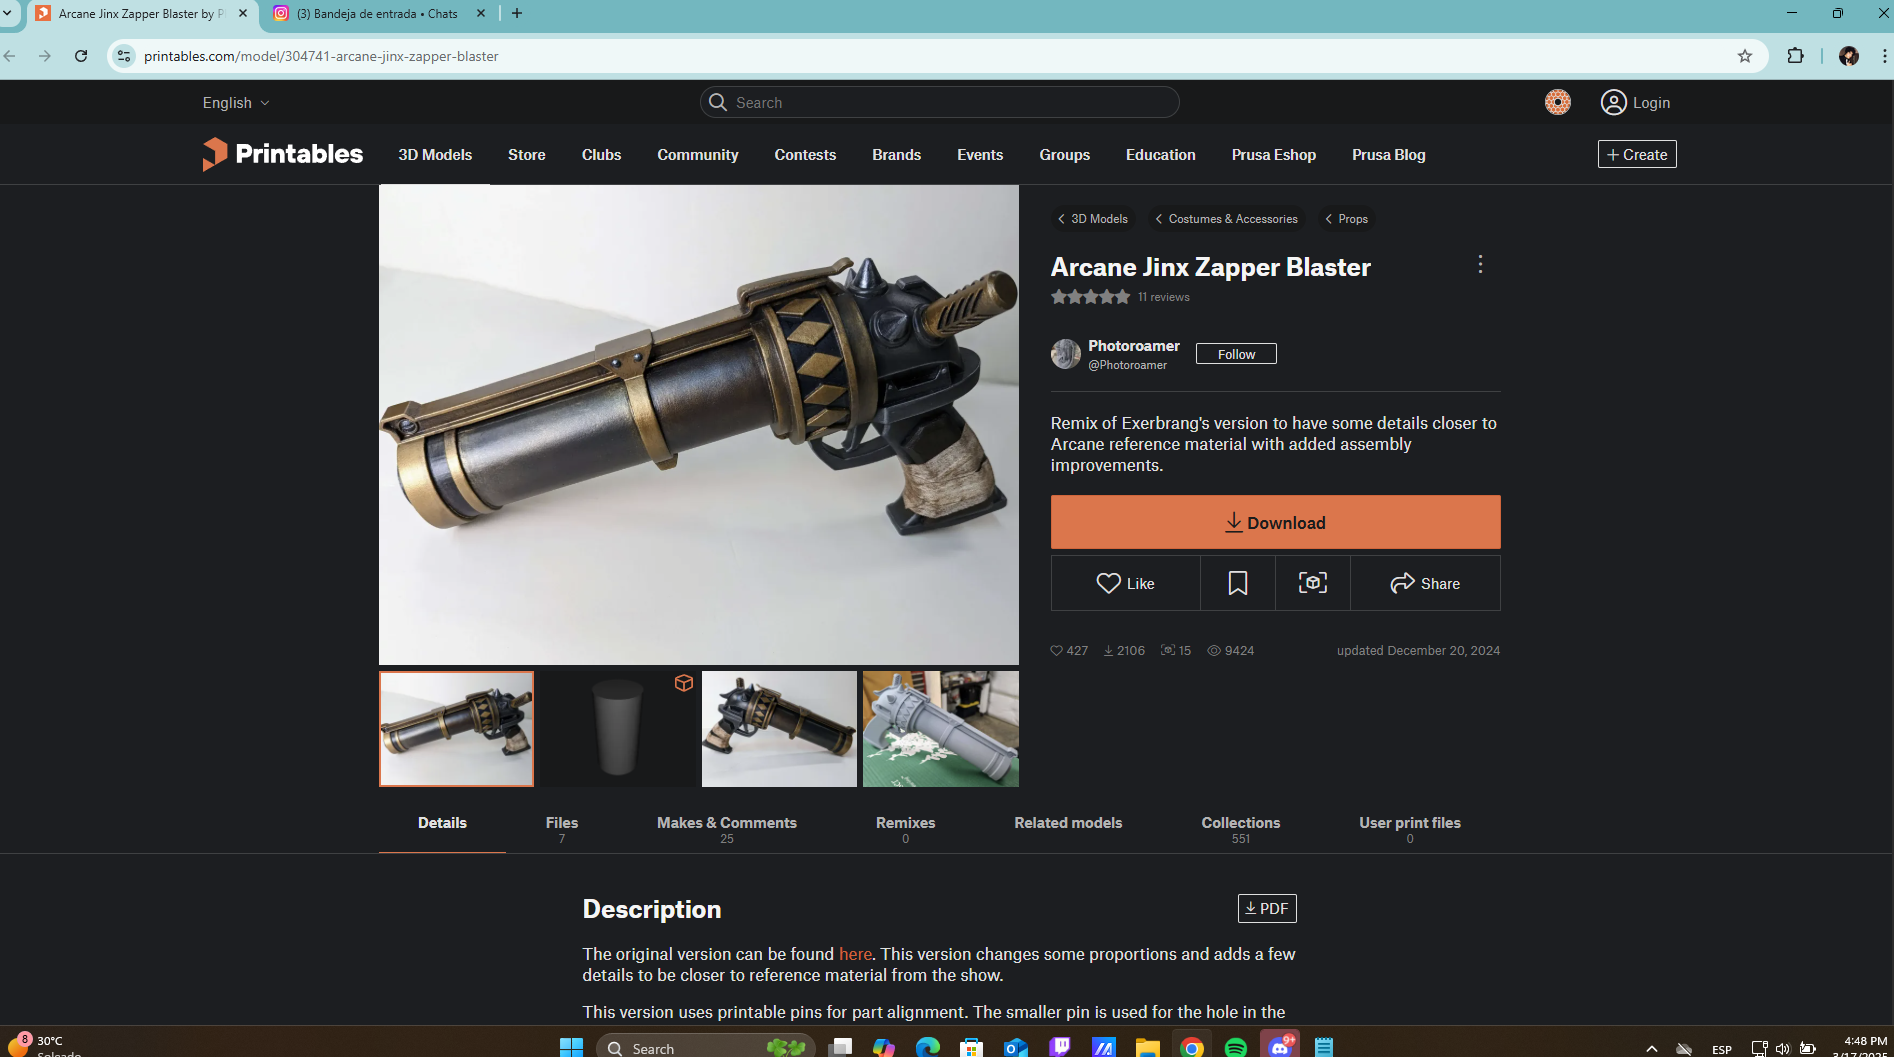 Arcane Jinx Zapper Blaster by P
(3) Bandeja de entrada • Chats
printables.com/model/304741-arcane-jinx-zapper-blaster
English
Search
Login
Printables
3D Models
Store
Clubs
Community
Contests
Brands
Events
Groups
Education
Prusa Eshop
Prusa Blog
+ Create
3D Models
Costumes & Accessories
Props
Arcane Jinx Zapper Blaster
11 reviews
Photoroamer
@Photoroamer
Follow
Remix of Exerbrang's version to have some details closer to
Arcane reference material with added assembly
improvements.
Download
Like
Share
427
2106
15
9424
updated December 20, 2024
Details
Files
7
Makes & Comments
25
Remixes
0
Related models
Collections
551
User print files
0
Description
PDF
The original version can be found here. This version changes some proportions and adds a few
details to be closer to reference material from the show.
This version uses printable pins for part alignment. The smaller pin is used for the hole in the
8
30°C
Soleado
Search
9+
ESP
4:48 PM
3/17/2025